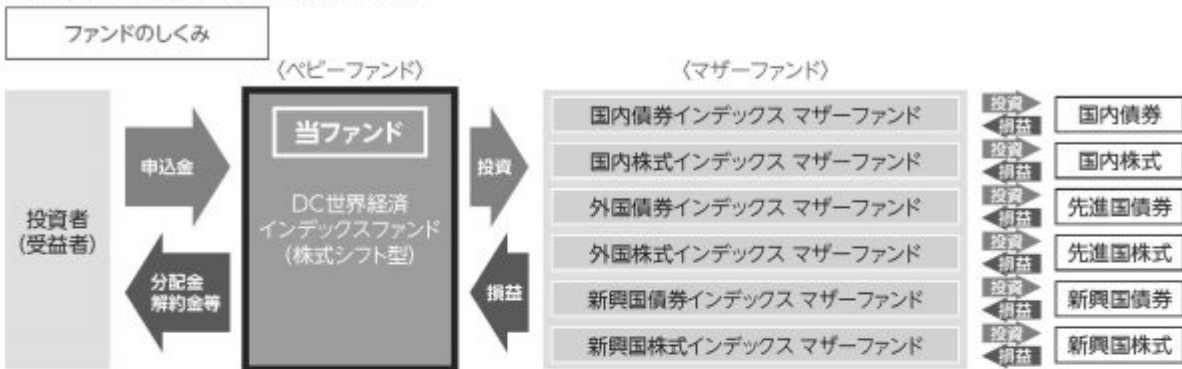 ファンドのしくみ
〈ベビーファンド〉
〈マザーファンド〉
投資者
(受益者)
申込金
分配金
解約金等
当ファンド
DC世界経済
インデックスファンド
(株式シフト型)
投資
損益
国内債券インデックス マザーファンド
投資
損益
国内債券
国内株式インデックス マザーファンド
投資
損益
国内株式
外国債券インデックス マザーファンド
投資
損益
先進国債券
外国株式インデックス マザーファンド
投資
損益
先進国株式
新興国債券インデックス マザーファンド
投資
損益
新興国債券
新興国株式インデックス マザーファンド
投資
損益
新興国株式